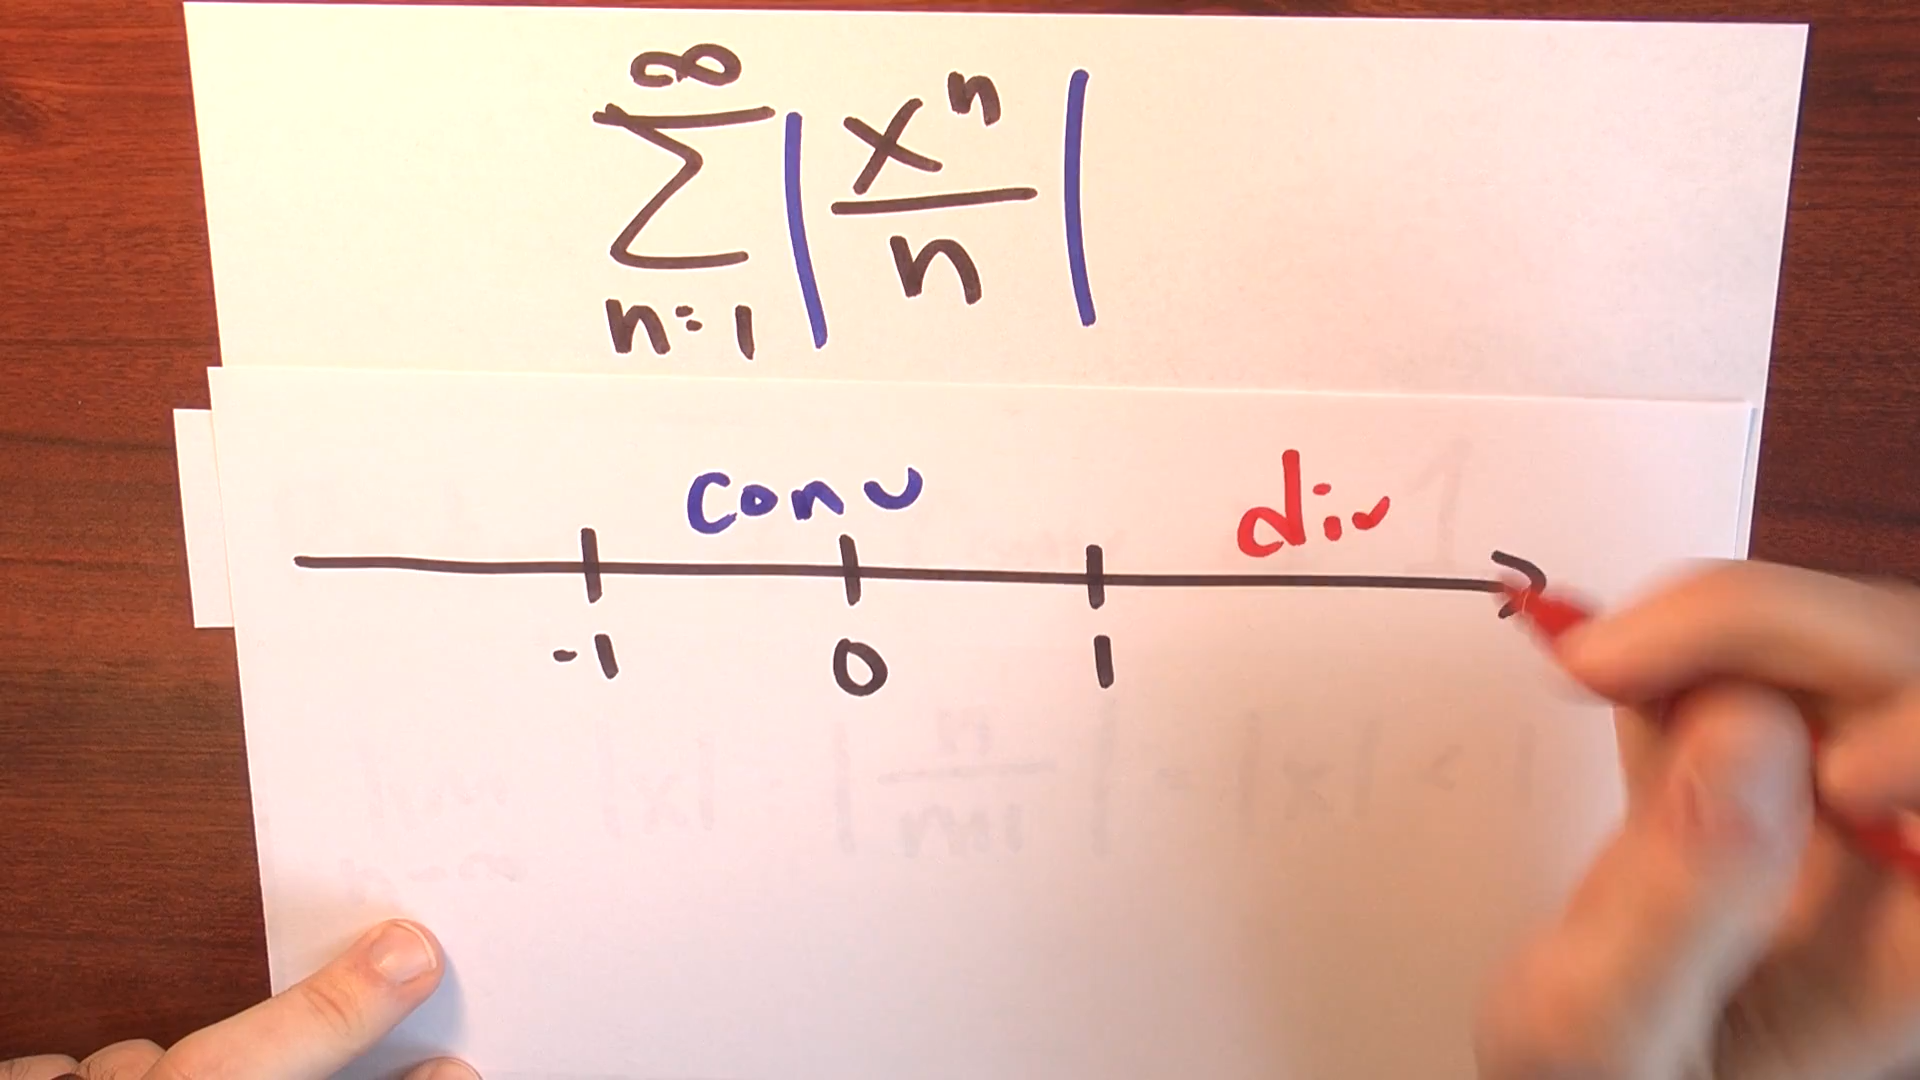 ∞
∑ | xⁿ / n |
n=1
conv div
-1 0 1